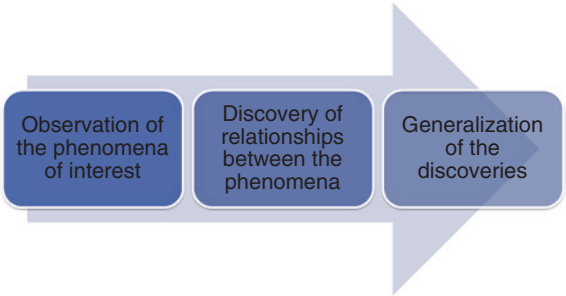 Observation of
the phenomena
of interest
Discovery of
relationships
between the
phenomena
Generalization
of the
discoveries